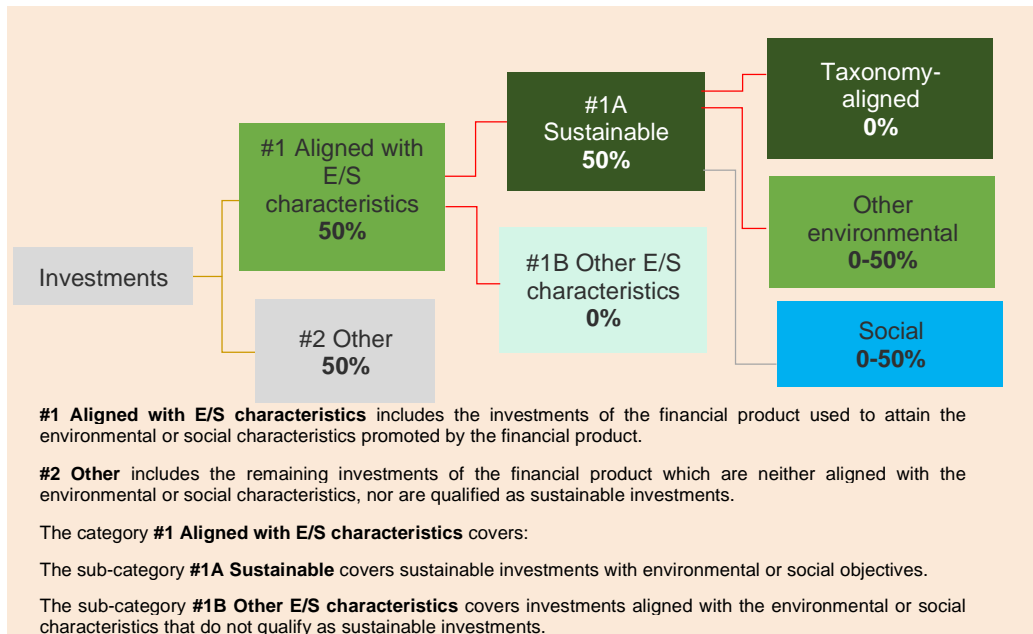 Taxonomy-
aligned
0%
#1A
Sustainable
50%
#1 Aligned with
E/S
characteristics
50%
Other
environmental
0-50%
#1B Other E/S
characteristics
0%
Investments
#2 Other
50%
Social
0-50%
#1 Aligned with E/S characteristics includes the investments of the financial product used to attain the
environmental or social characteristics promoted by the financial product.
#2 Other includes the remaining investments of the financial product which are neither aligned with the
environmental or social characteristics, nor are qualified as sustainable investments.
The category #1 Aligned with E/S characteristics covers:
The sub-category #1A Sustainable covers sustainable investments with environmental or social objectives.
The sub-category #1B Other E/S characteristics covers investments aligned with the environmental or social
characteristics that do not qualify as sustainable investments.